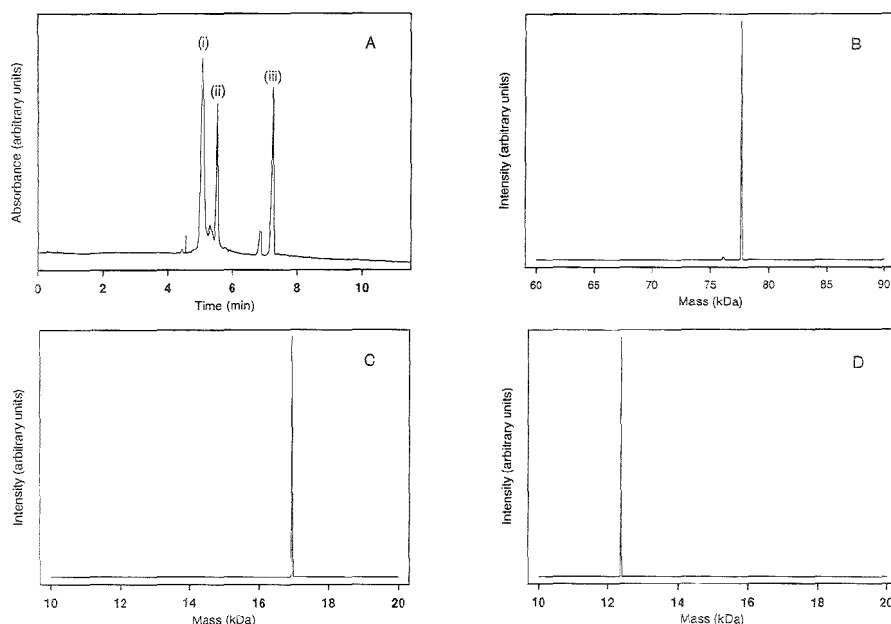 A
(i)
(ii)
(iii)
Absorbance (arbitrary units)
0 2 4 6 8 10
Time (min)
B
Intensity (arbitrary units)
60 65 70 75 80 85 90
Mass (kDa)
C
Intensity (arbitrary units)
10 12 14 16 18 20
Mass (kDa)
D
Intensity (arbitrary units)
10 12 14 16 18 20
Mass (kDa)